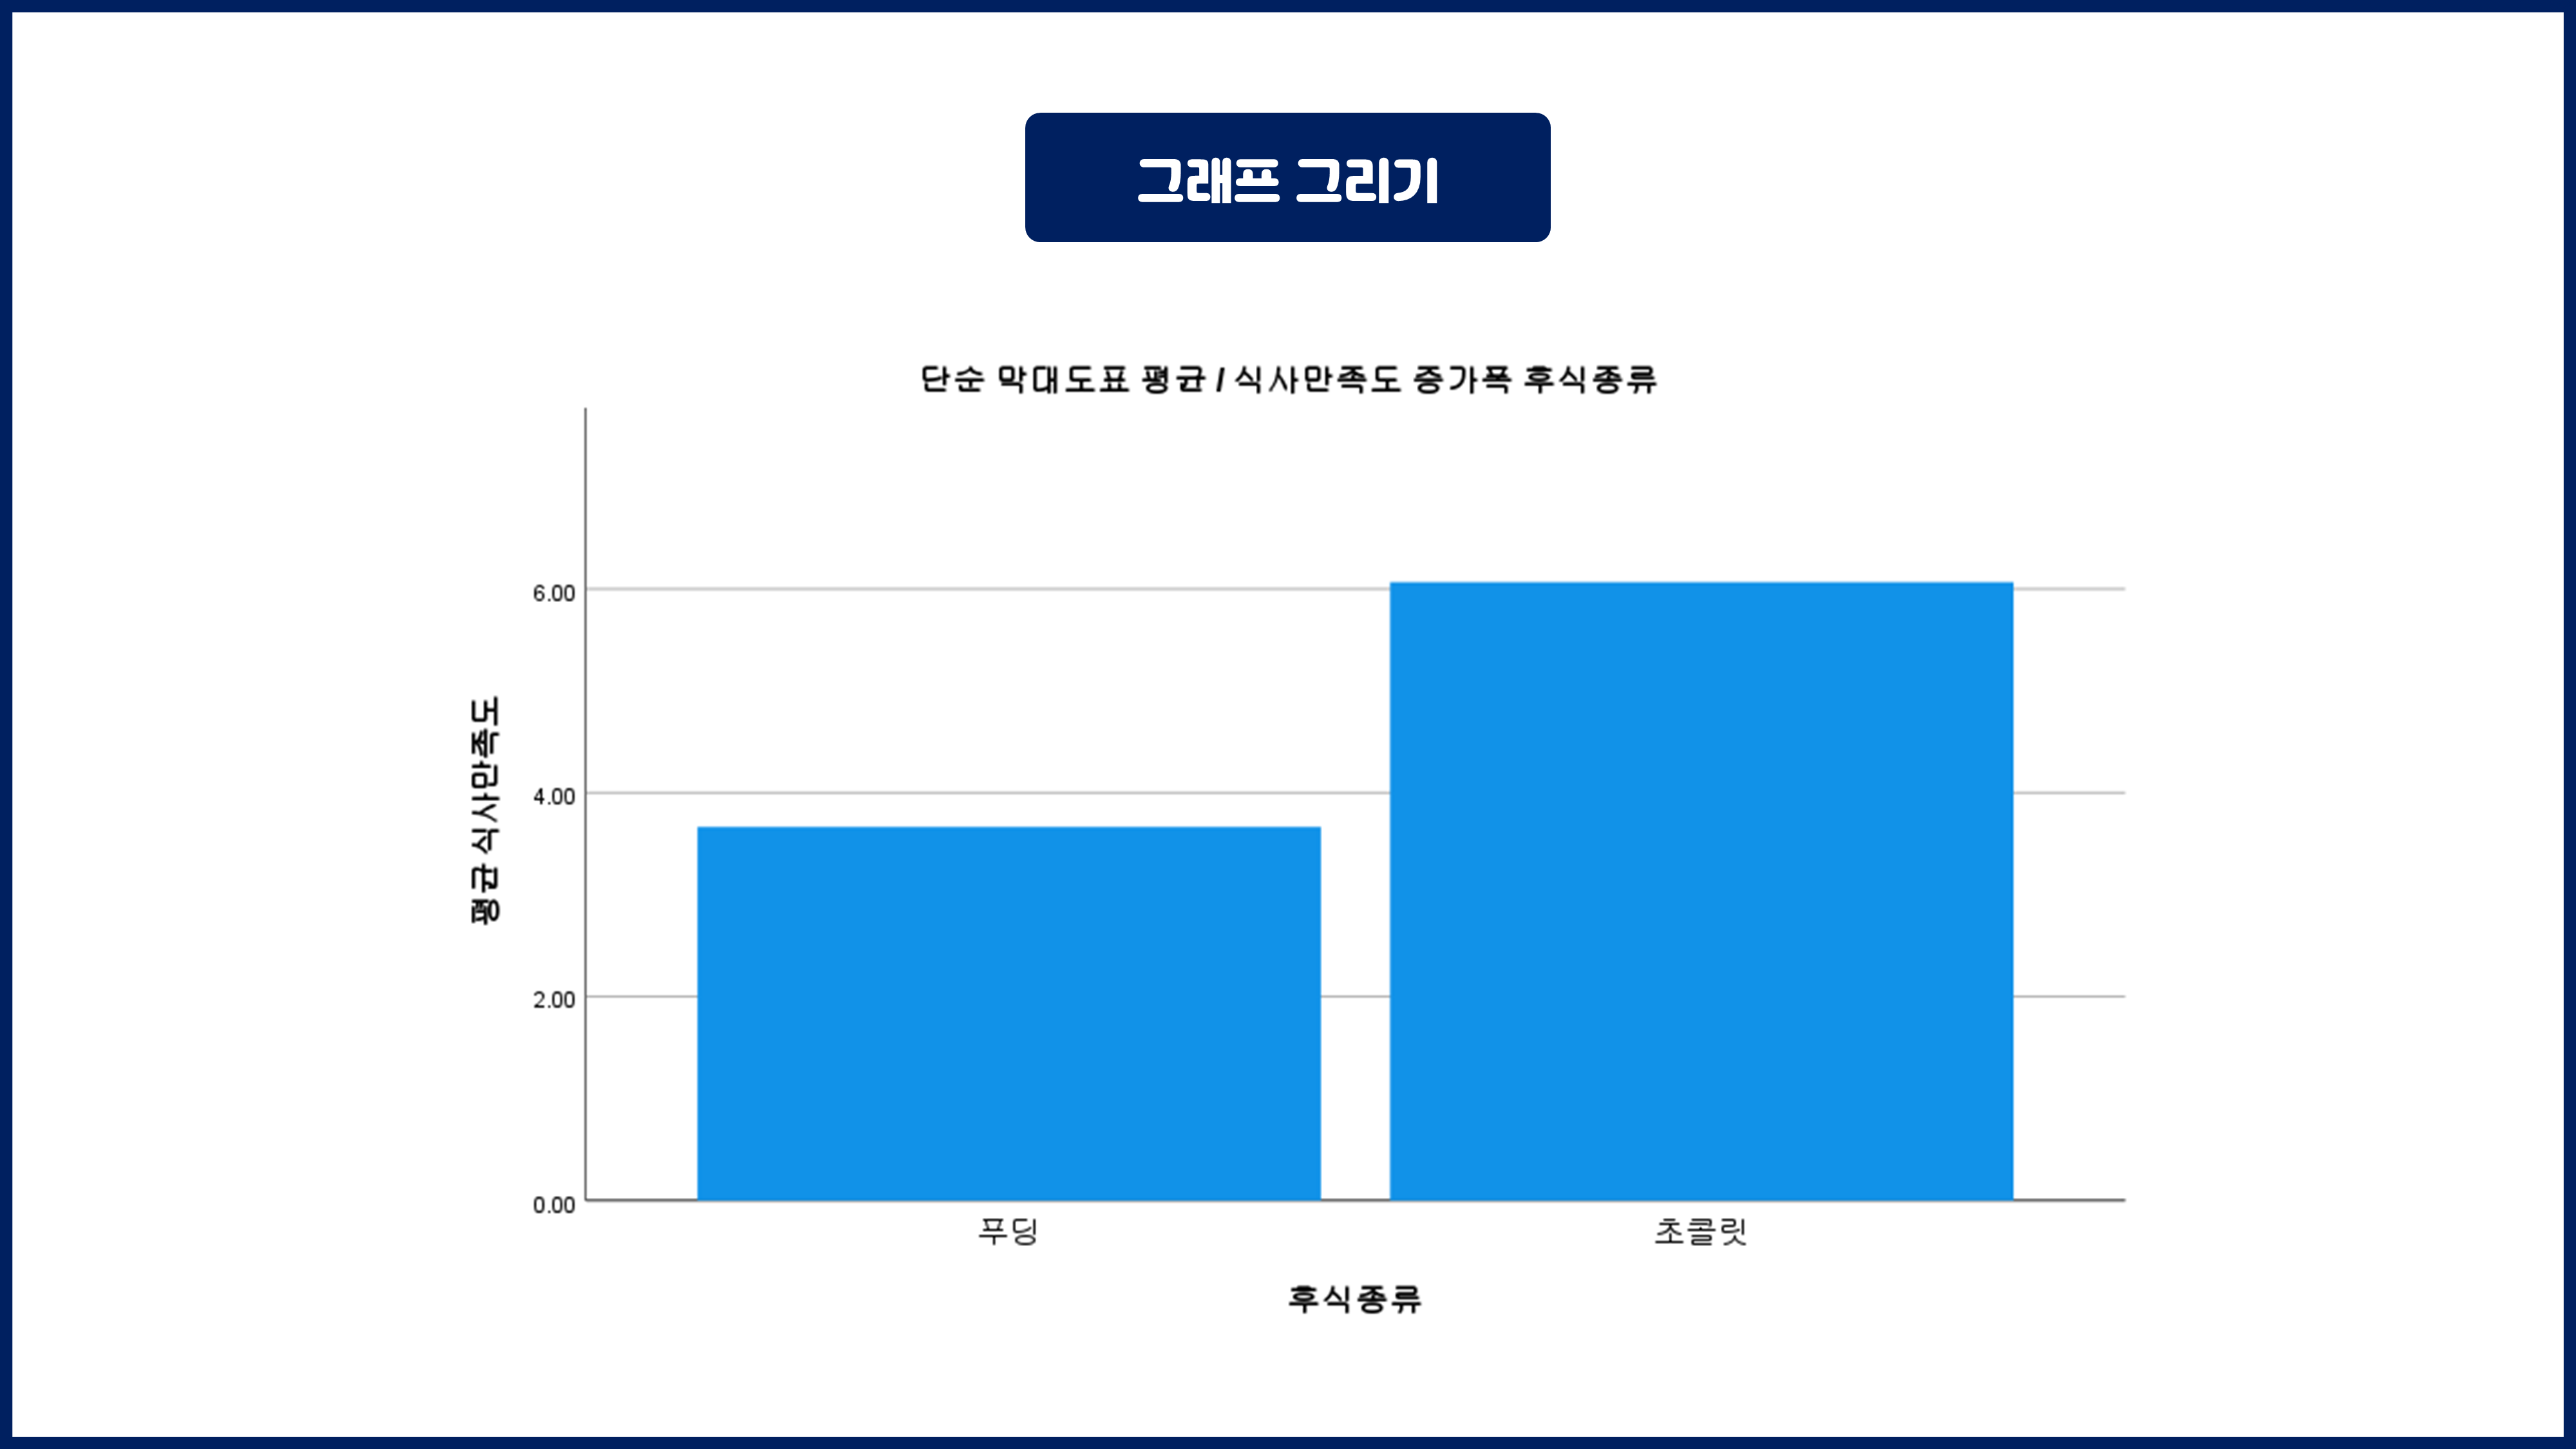 그래프 그리기
단순 막대도표 평균 / 식사만족도 증가폭 후식종류
6.00
4.00
2.00
0.00
평균 식사만족도
푸딩
초콜릿
후식종류